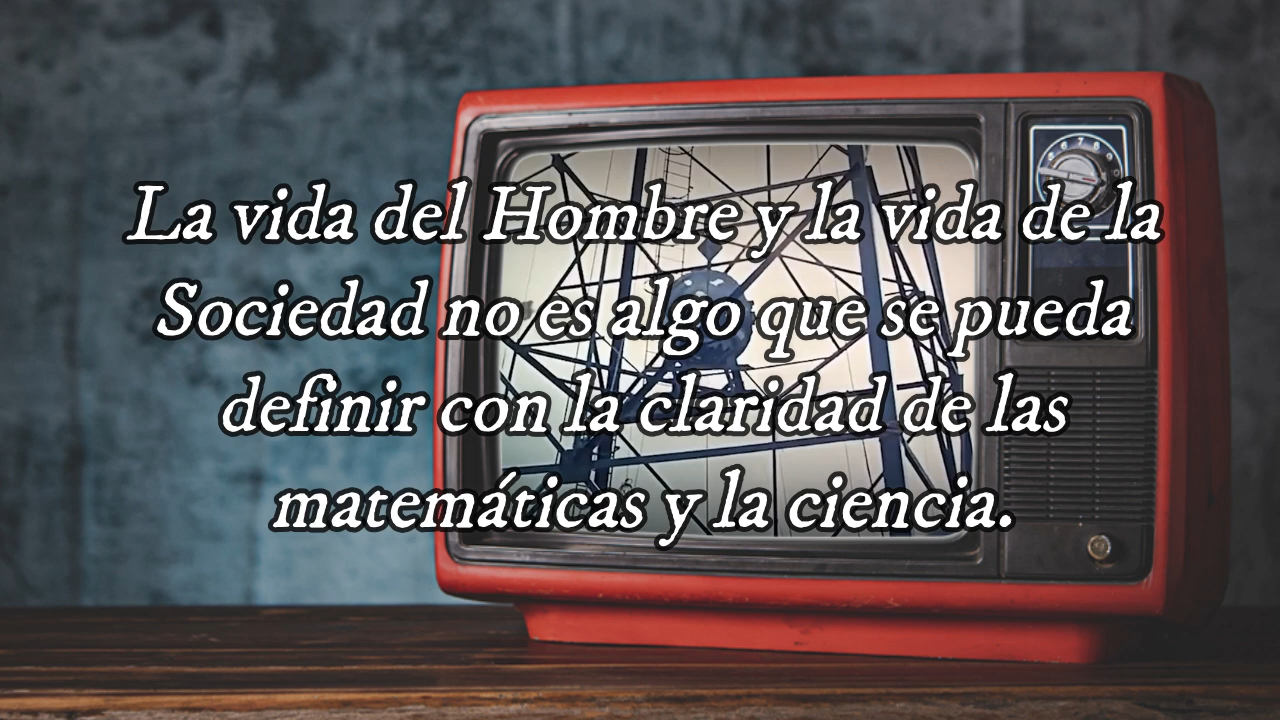 La vida del Hombre y la vida de la
Sociedad no es algo que se pueda
definir con la claridad de las
matemáticas y la ciencia.